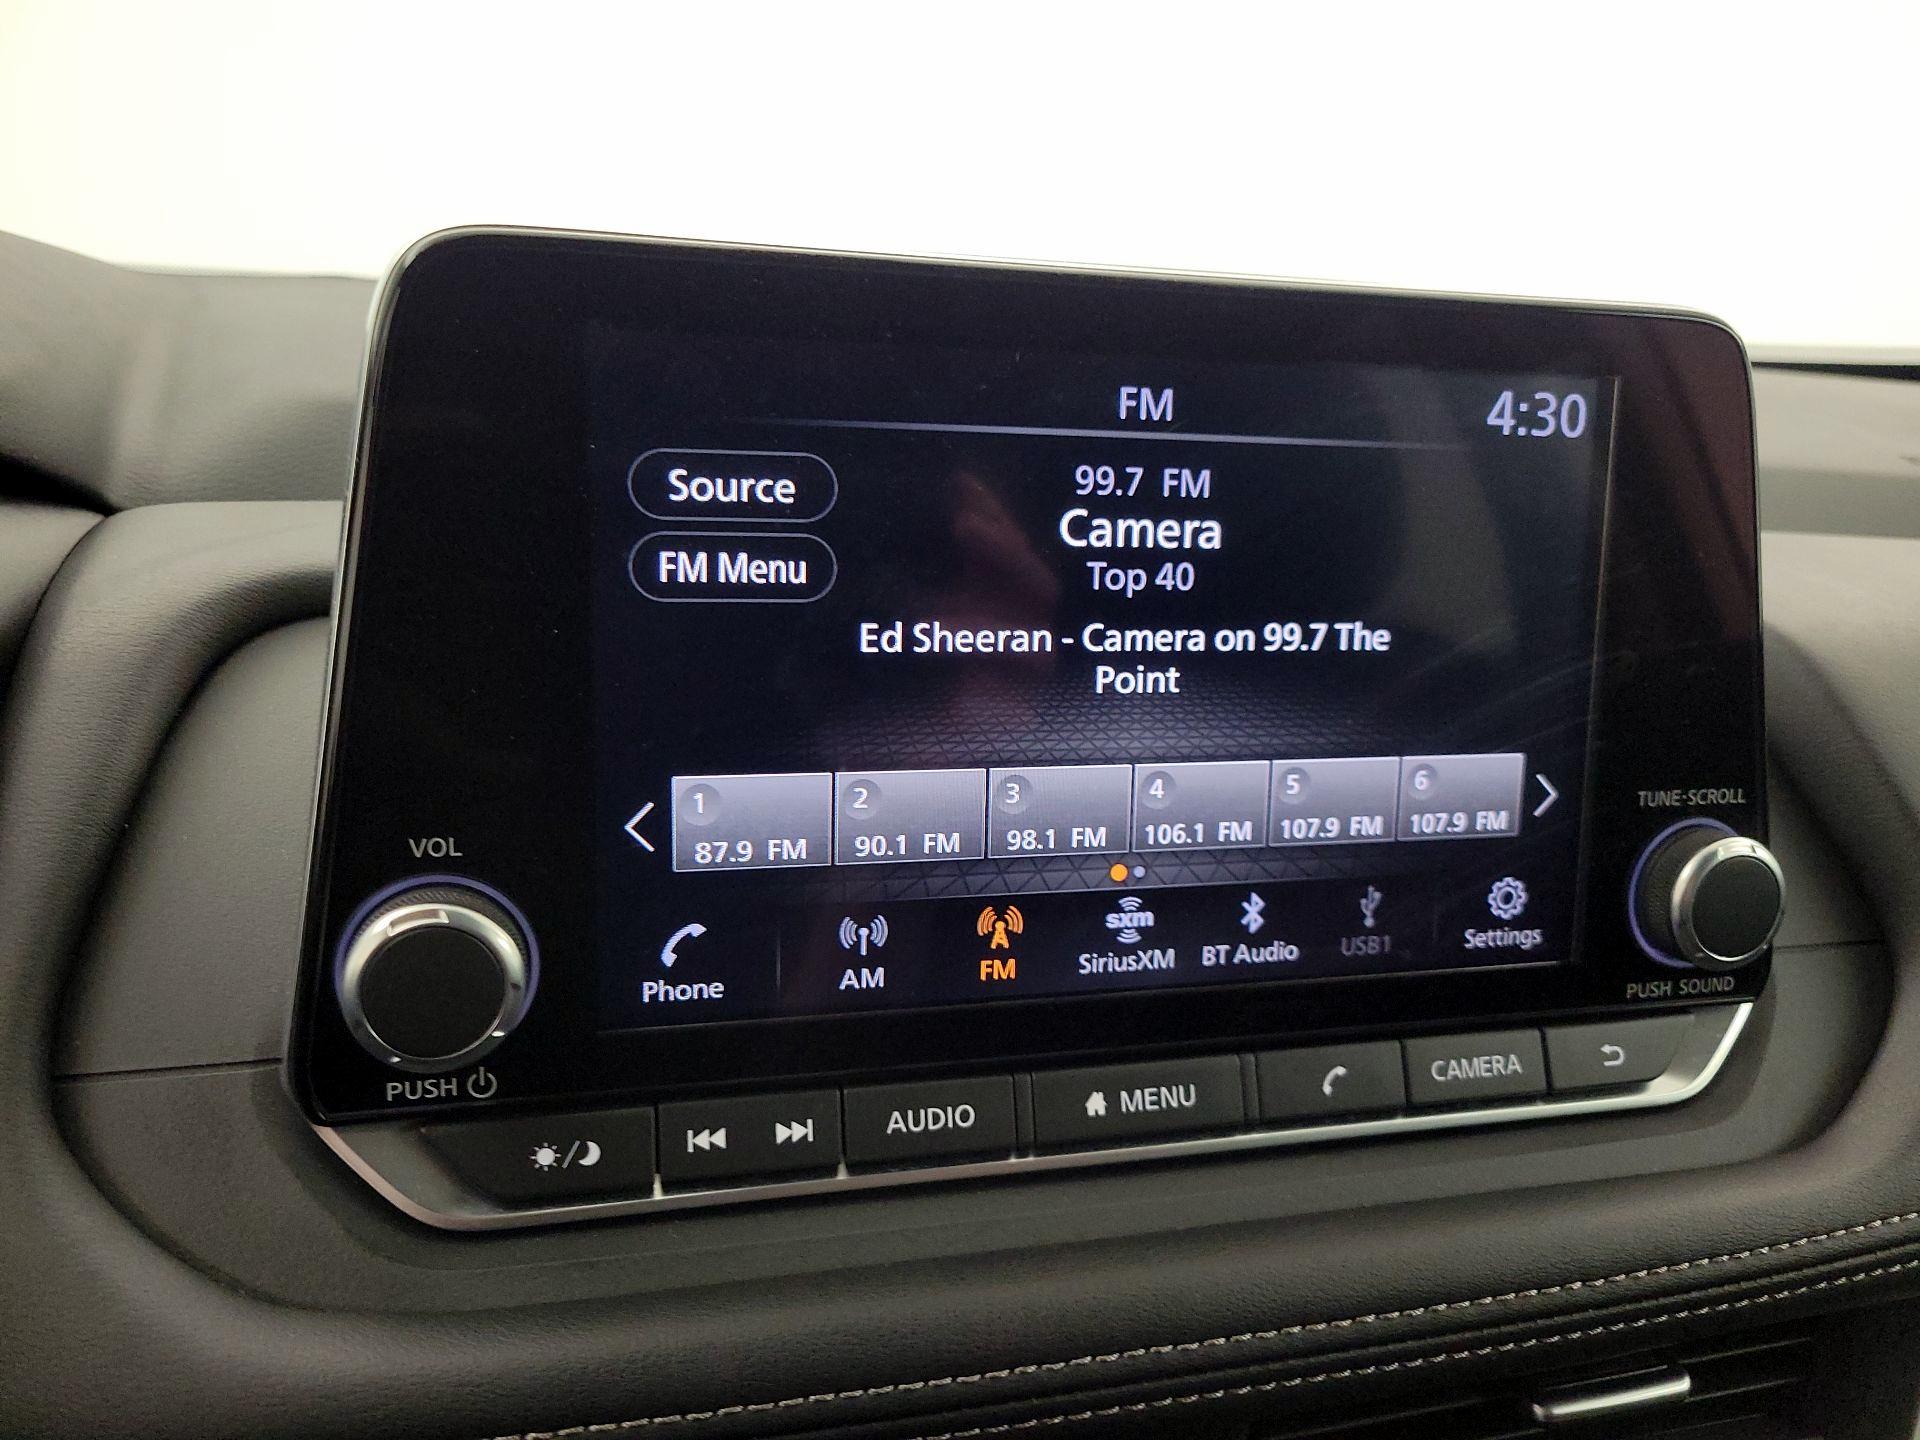 FM
4:30
Source
99.7 FM
Camera
FM Menu
Top 40
Ed Sheeran - Camera on 99.7 The
Point
1
2
3
4
5
6
87.9 FM
90.1 FM
98.1 FM
106.1 FM
107.9 FM
107.9 FM
VOL
TUNE·SCROLL
Phone
AM
FM
sxm
SiriusXM
BT Audio
USB1
Settings
PUSH
PUSH SOUND
AUDIO
MENU
CAMERA